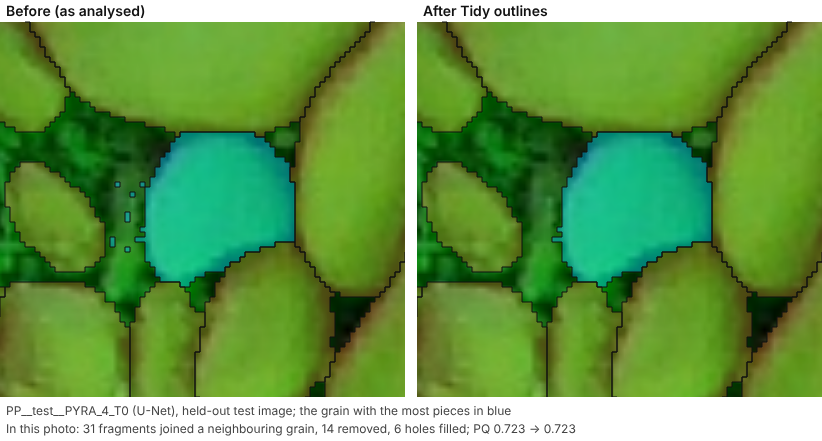 Before (as analysed)
After Tidy outlines
PP__test__PYRA_4_T0 (U-Net), held-out test image; the grain with the most pieces in blue
In this photo: 31 fragments joined a neighbouring grain, 14 removed, 6 holes filled; PQ 0.723 → 0.723